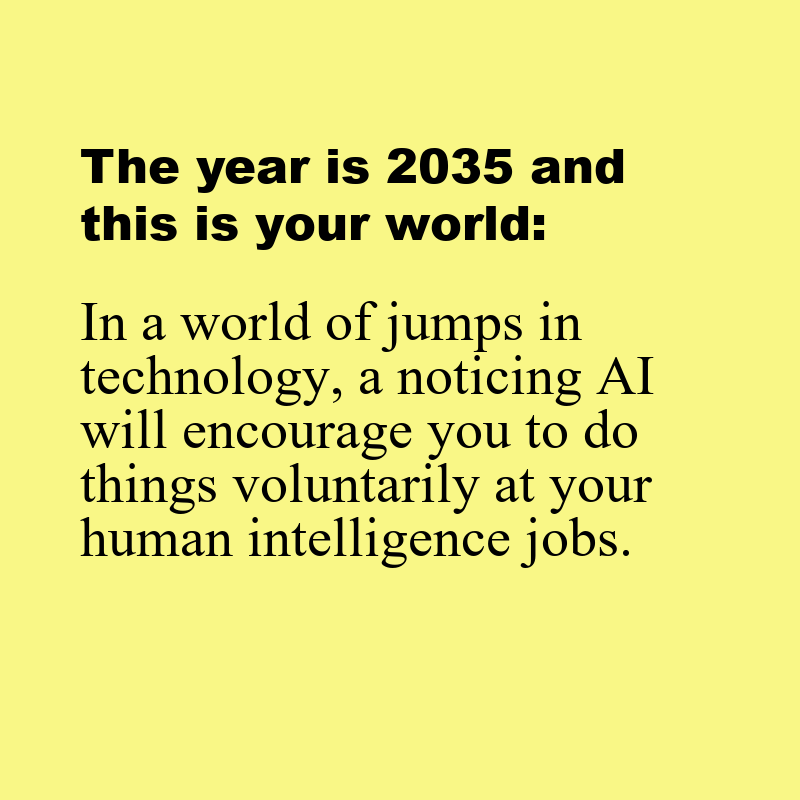 The year is 2035 and
this is your world:
In a world of jumps in
technology, a noticing AI
will encourage you to do
things voluntarily at your
human intelligence jobs.